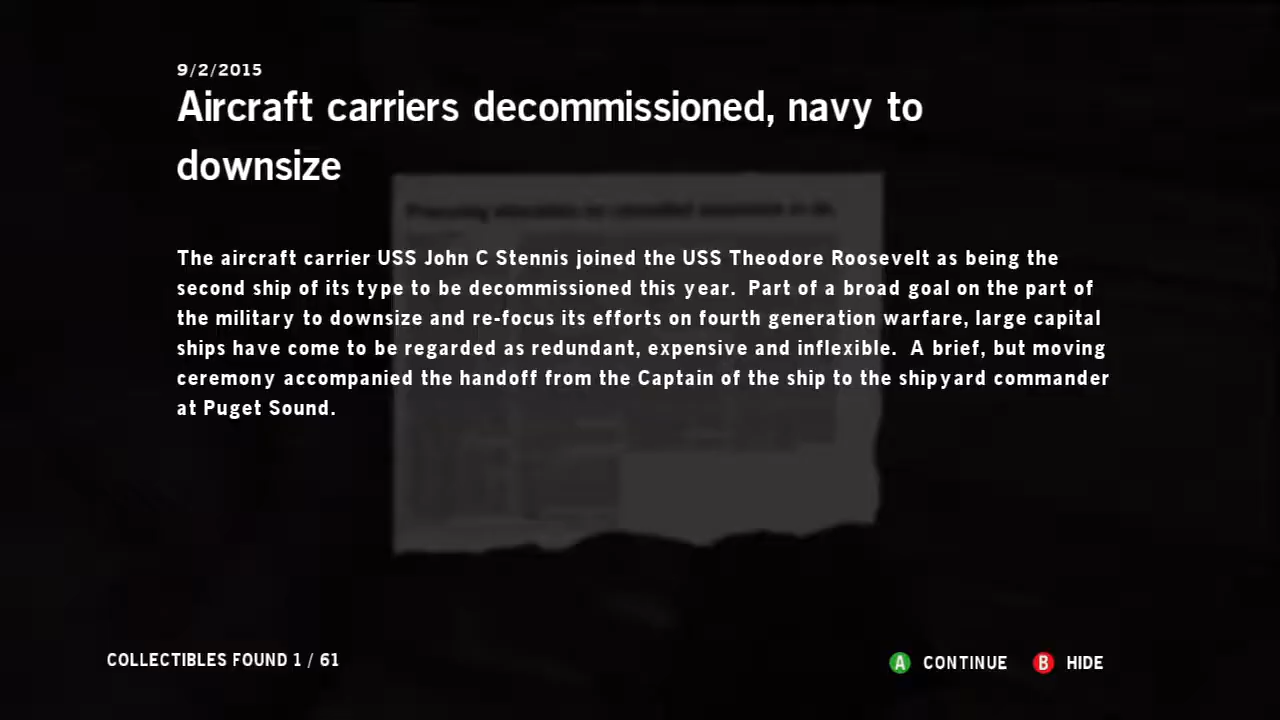 9/2/2015
Aircraft carriers decommissioned, navy to
downsize
The aircraft carrier USS John C Stennis joined the USS Theodore Roosevelt as being the
second ship of its type to be decommissioned this year.  Part of a broad goal on the part of
the military to downsize and re-focus its efforts on fourth generation warfare, large capital
ships have come to be regarded as redundant, expensive and inflexible.  A brief, but moving
ceremony accompanied the handoff from the Captain of the ship to the shipyard commander
at Puget Sound.
COLLECTIBLES FOUND 1 / 61
A CONTINUE B HIDE